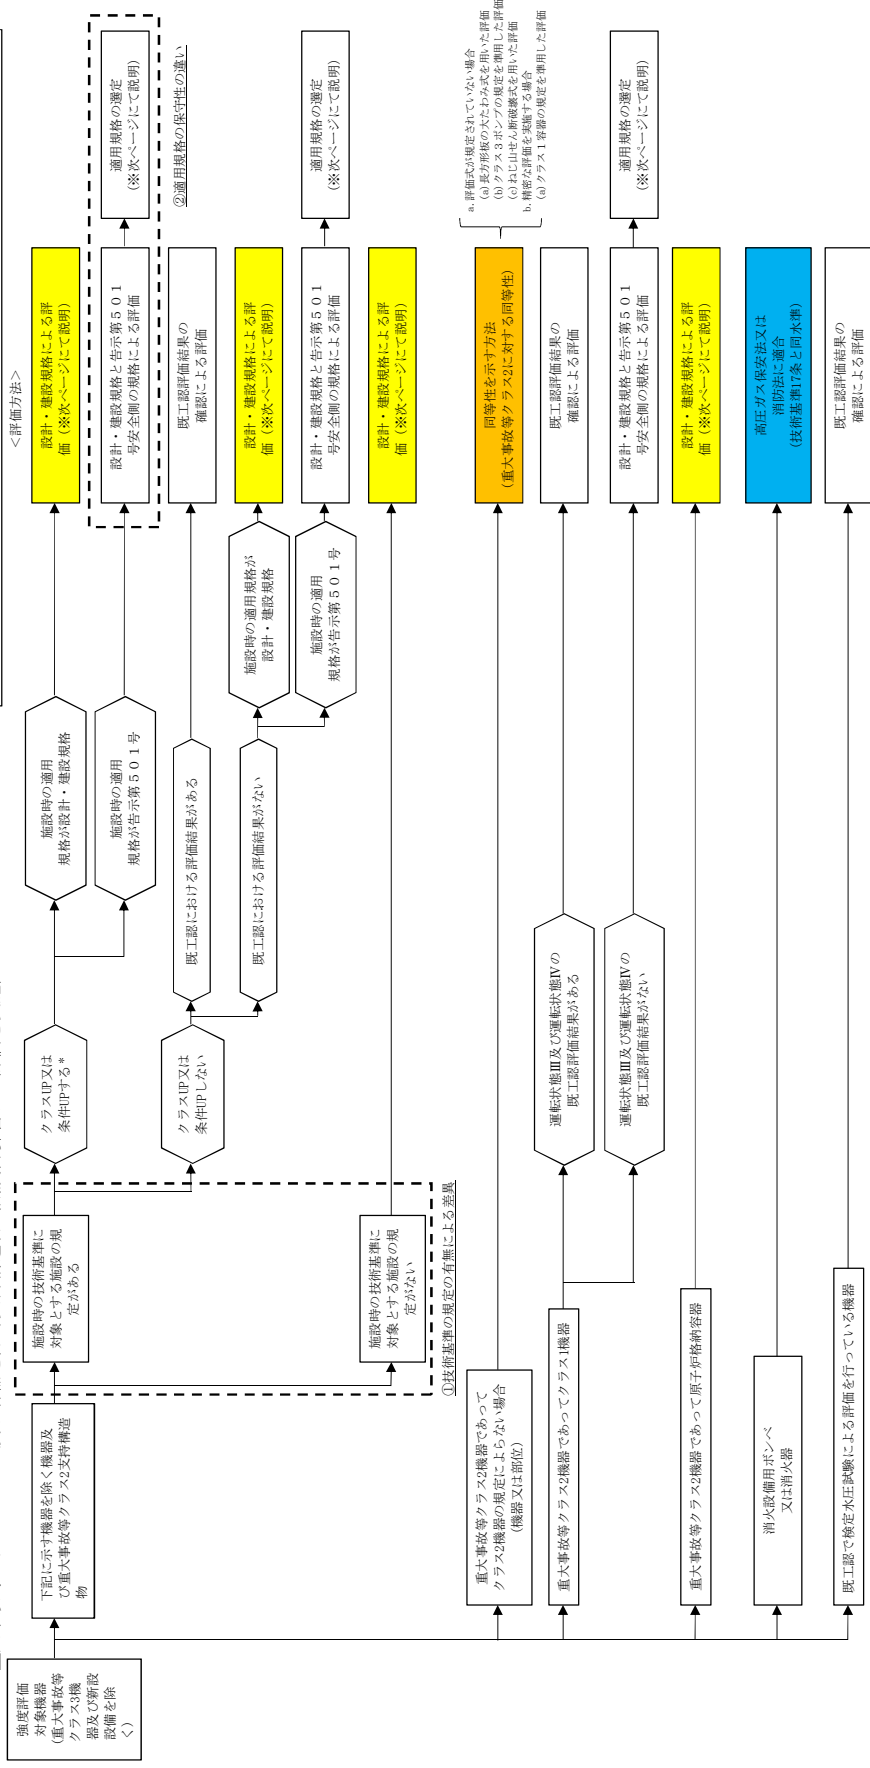 ＜評価方法＞
強度評価
対象機器
(重大事故等
クラス3機
器及び新設
設備を除
く)
下記に示す機器を除く機器及
び重大事故等クラス2支持構造
物
施設時の技術基準に
対象とする施設の規
定がある
クラスUP又は
条件UPする*
施設時の適用
規格が設計・建設規格
設計・建設規格による評
価（※次ページにて説明）
施設時の適用
規格が告示第５０１号
設計・建設規格と告示第５０１
号安全側の規格による評価
適用規格の選定
（※次ページにて説明）
②適用規格の保守性の違い
クラスUP又は
条件UPしない
既工認における評価結果がある
既工認評価結果の
確認による評価
既工認における評価結果がない
施設時の適用規格が
設計・建設規格
設計・建設規格による評
価（※次ページにて説明）
施設時の適用
規格が告示第５０１号
設計・建設規格と告示第５０１
号安全側の規格による評価
適用規格の選定
（※次ページにて説明）
施設時の技術基準に
対象とする施設の規
定がない
設計・建設規格による評
価（※次ページにて説明）
①技術基準の規定の有無による差異
重大事故等クラス2機器であって
クラス2機器の規定によらない場合
(機器又は部位)
同等性を示す方法
(重大事故等クラス2に対する同等性)
a. 評価式が規定されていない場合
(a) 長方形板の大たわみ式を用いた評価
(b) クラス３ポンプの規定を準用した評価
(c) ねじ山せん断破壊式を用いた評価
b. 精密な評価を実施する場合
(a) クラス１容器の規定を準用した評価
重大事故等クラス2機器であってクラス1機器
運転状態Ⅲ及び運転状態Ⅳの
既工認評価結果がある
既工認評価結果の
確認による評価
運転状態Ⅲ及び運転状態Ⅳの
既工認評価結果がない
設計・建設規格と告示第５０１
号安全側の規格による評価
適用規格の選定
（※次ページにて説明）
重大事故等クラス2機器であって原子炉格納容器
設計・建設規格による評
価（※次ページにて説明）
消火設備用ボンベ
又は消火器
高圧ガス保安法又は
消防法に適合
(技術基準17条と同水準)
既工認で検定水圧試験による評価を行っている機器
既工認評価結果の
確認による評価